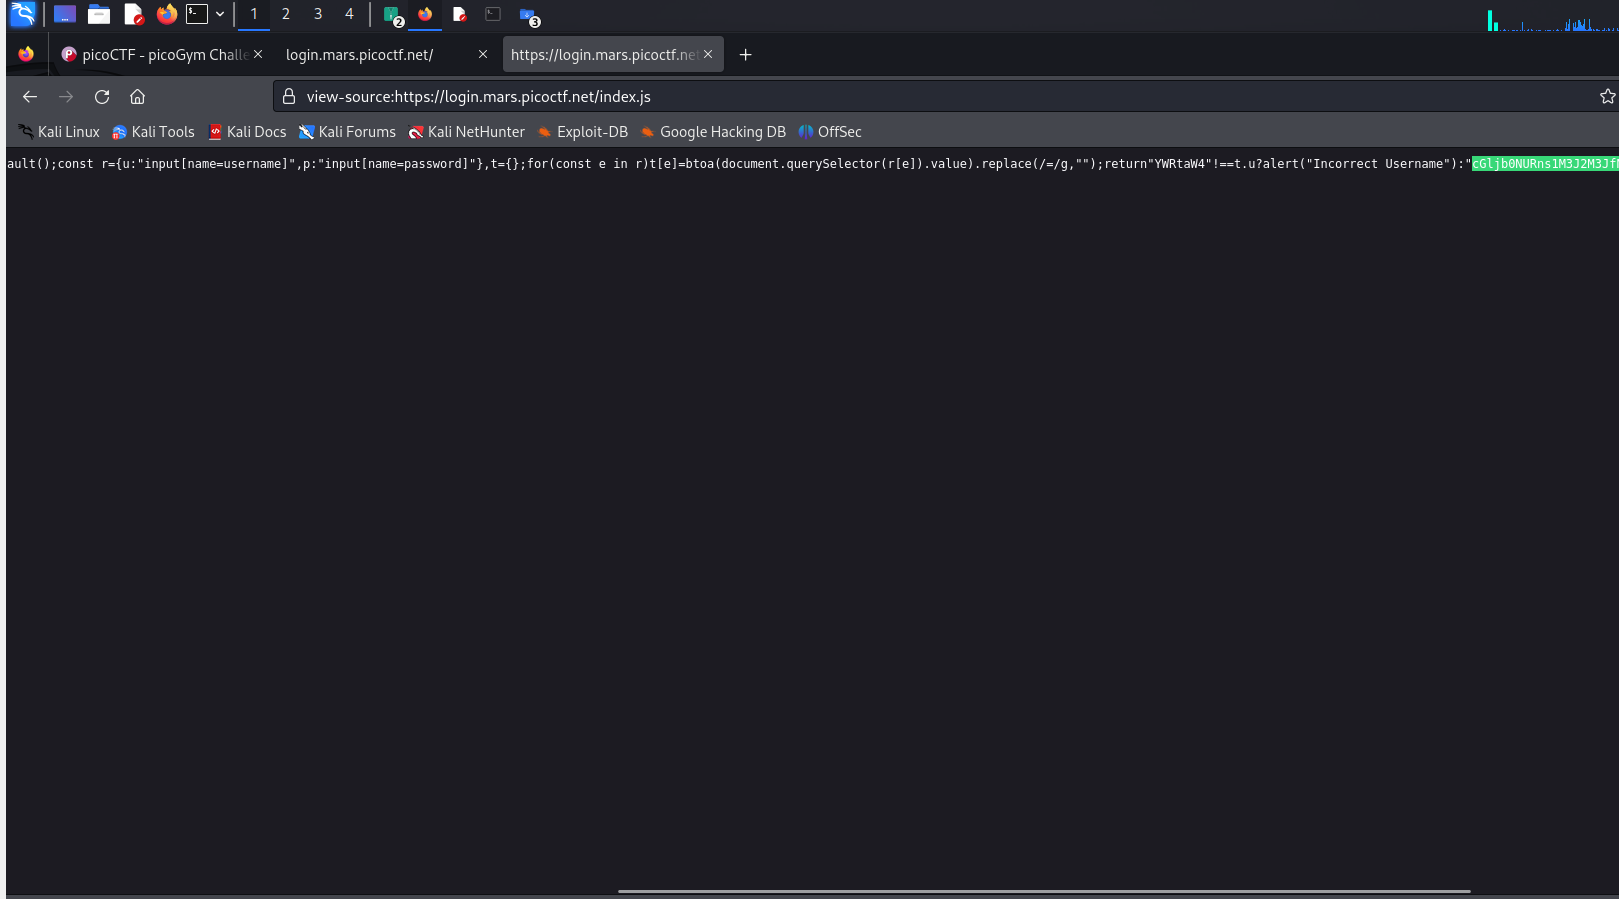 1 2 3 4 2 3
picoCTF - picoGym Challe login.mars.picoctf.net/ https://login.mars.picoctf.net
view-source:https://login.mars.picoctf.net/index.js
Kali Linux Kali Tools Kali Docs Kali Forums Kali NetHunter Exploit-DB Google Hacking DB OffSec
ault();const r={u:"input[name=username]",p:"input[name=password]"},t={};for(const e in r)t[e]=btoa(document.querySelector(r[e]).value).replace(/=/g,"");return"YWRtaW4"!==t.u?alert("Incorrect Username"):"cGljb0NURns1M3J2M3Jf